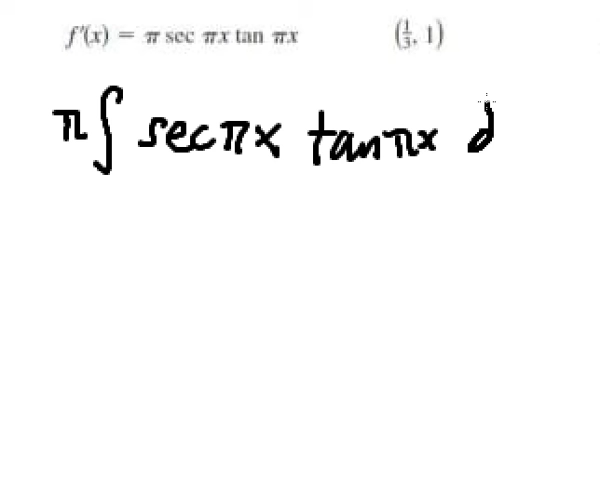 f'(x) = π sec πx tan πx (1/3, 1)
π∫ secπx tanπx d